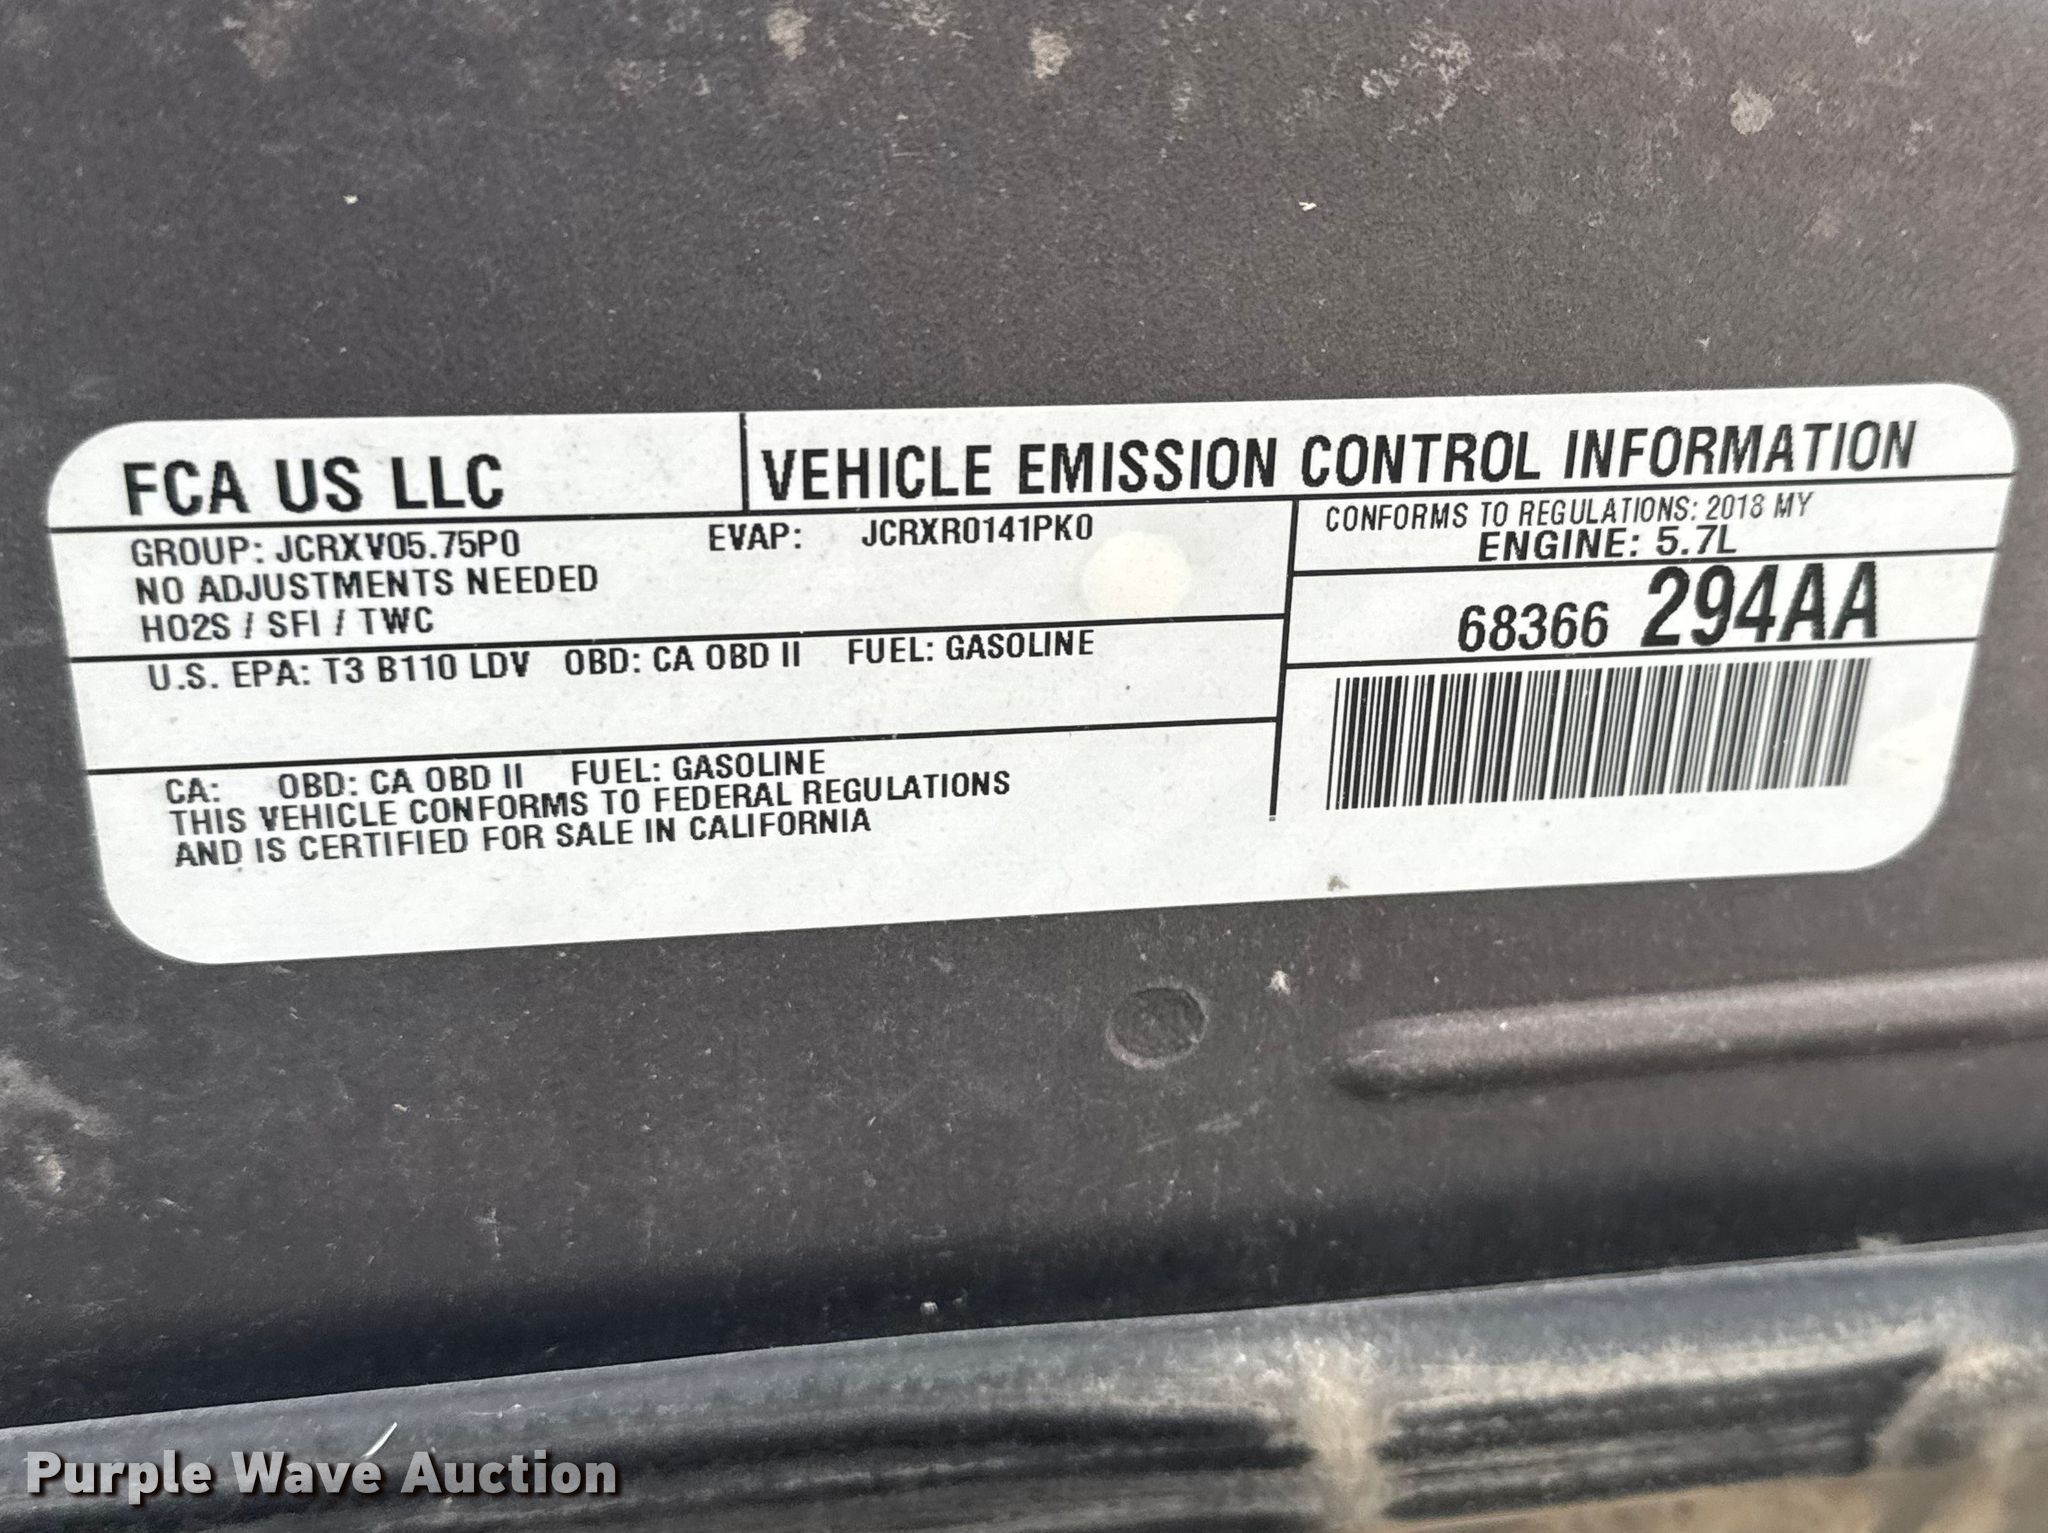 FCA US LLC
VEHICLE EMISSION CONTROL INFORMATION
GROUP: JCRXV05.75P0 EVAP: JCRXR0141PK0
NO ADJUSTMENTS NEEDED
HO2S / SFI / TWC
U.S. EPA: T3 B110 LDV OBD: CA OBD II FUEL: GASOLINE
CA: OBD: CA OBD II FUEL: GASOLINE
THIS VEHICLE CONFORMS TO FEDERAL REGULATIONS
AND IS CERTIFIED FOR SALE IN CALIFORNIA
CONFORMS TO REGULATIONS: 2018 MY
ENGINE: 5.7L
68366 294AA
Purple Wave Auction